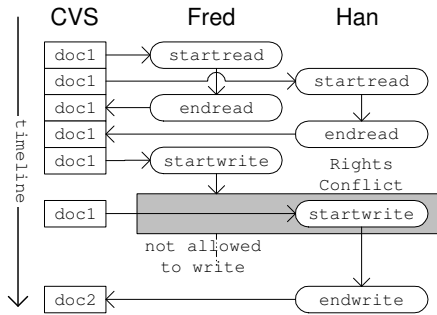 CVS Fred Han
doc1 startread
doc1 startread
doc1 endread
doc1 endread
doc1 startwrite
Rights
Conflict
doc1 startwrite
not allowed
to write
doc2 endwrite
timeline